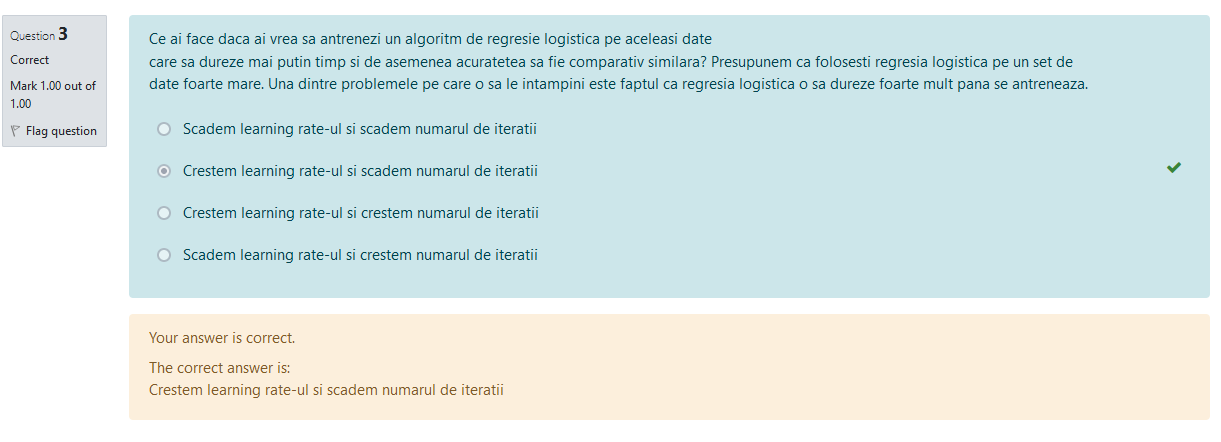 Question 3
Correct
Mark 1.00 out of
1.00
Flag question
Ce ai face daca ai vrea sa antrenezi un algoritm de regresie logistica pe aceleasi date
care sa dureze mai putin timp si de asemenea acuratetea sa fie comparativ similara? Presupunem ca folosesti regresia logistica pe un set de
date foarte mare. Una dintre problemele pe care o sa le intampini este faptul ca regresia logistica o sa dureze foarte mult pana se antreneaza.
Scadem learning rate-ul si scadem numarul de iteratii
Crestem learning rate-ul si scadem numarul de iteratii
Crestem learning rate-ul si crestem numarul de iteratii
Scadem learning rate-ul si crestem numarul de iteratii
Your answer is correct.
The correct answer is:
Crestem learning rate-ul si scadem numarul de iteratii